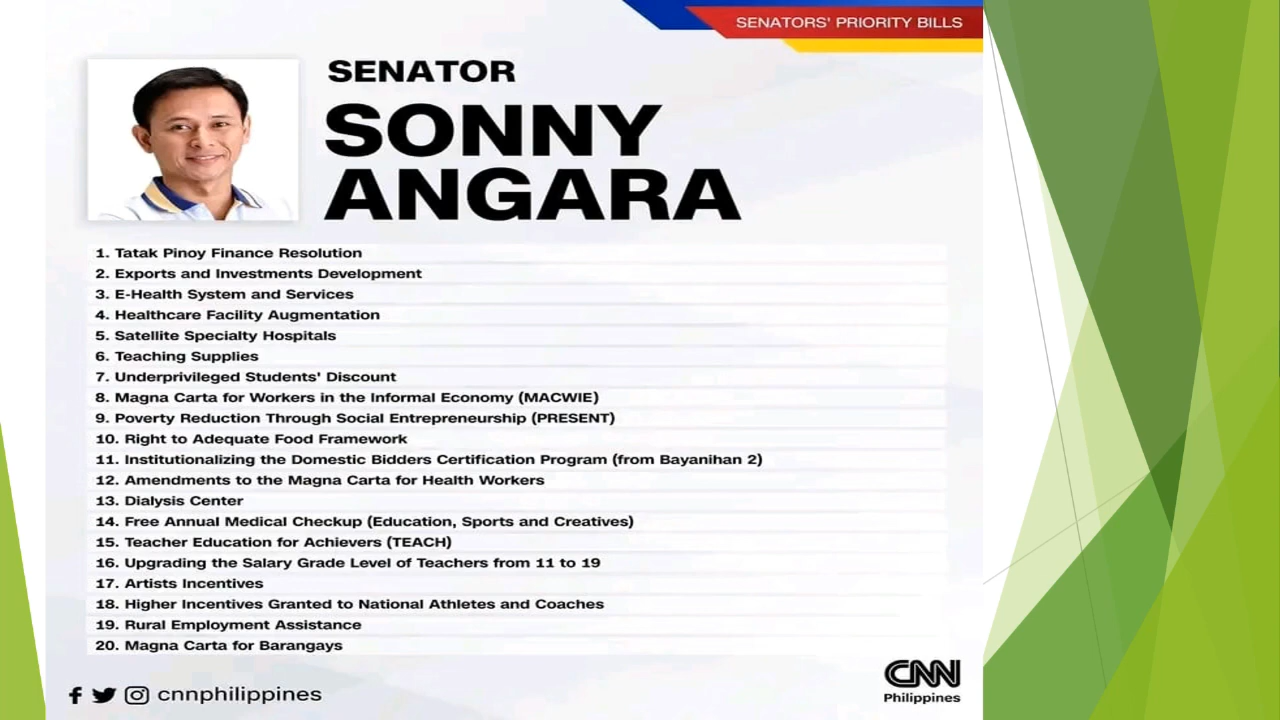 SENATORS' PRIORITY BILLS
SENATOR
SONNY
ANGARA
1. Tatak Pinoy Finance Resolution
2. Exports and Investments Development
3. E-Health System and Services
4. Healthcare Facility Augmentation
5. Satellite Specialty Hospitals
6. Teaching Supplies
7. Underprivileged Students' Discount
8. Magna Carta for Workers in the Informal Economy (MACWIE)
9. Poverty Reduction Through Social Entrepreneurship (PRESENT)
10. Right to Adequate Food Framework
11. Institutionalizing the Domestic Bidders Certification Program (from Bayanihan 2)
12. Amendments to the Magna Carta for Health Workers
13. Dialysis Center
14. Free Annual Medical Checkup (Education, Sports and Creatives)
15. Teacher Education for Achievers (TEACH)
16. Upgrading the Salary Grade Level of Teachers from 11 to 19
17. Artists Incentives
18. Higher Incentives Granted to National Athletes and Coaches
19. Rural Employment Assistance
20. Magna Carta for Barangays
cnnphilippines
CNN
Philippines